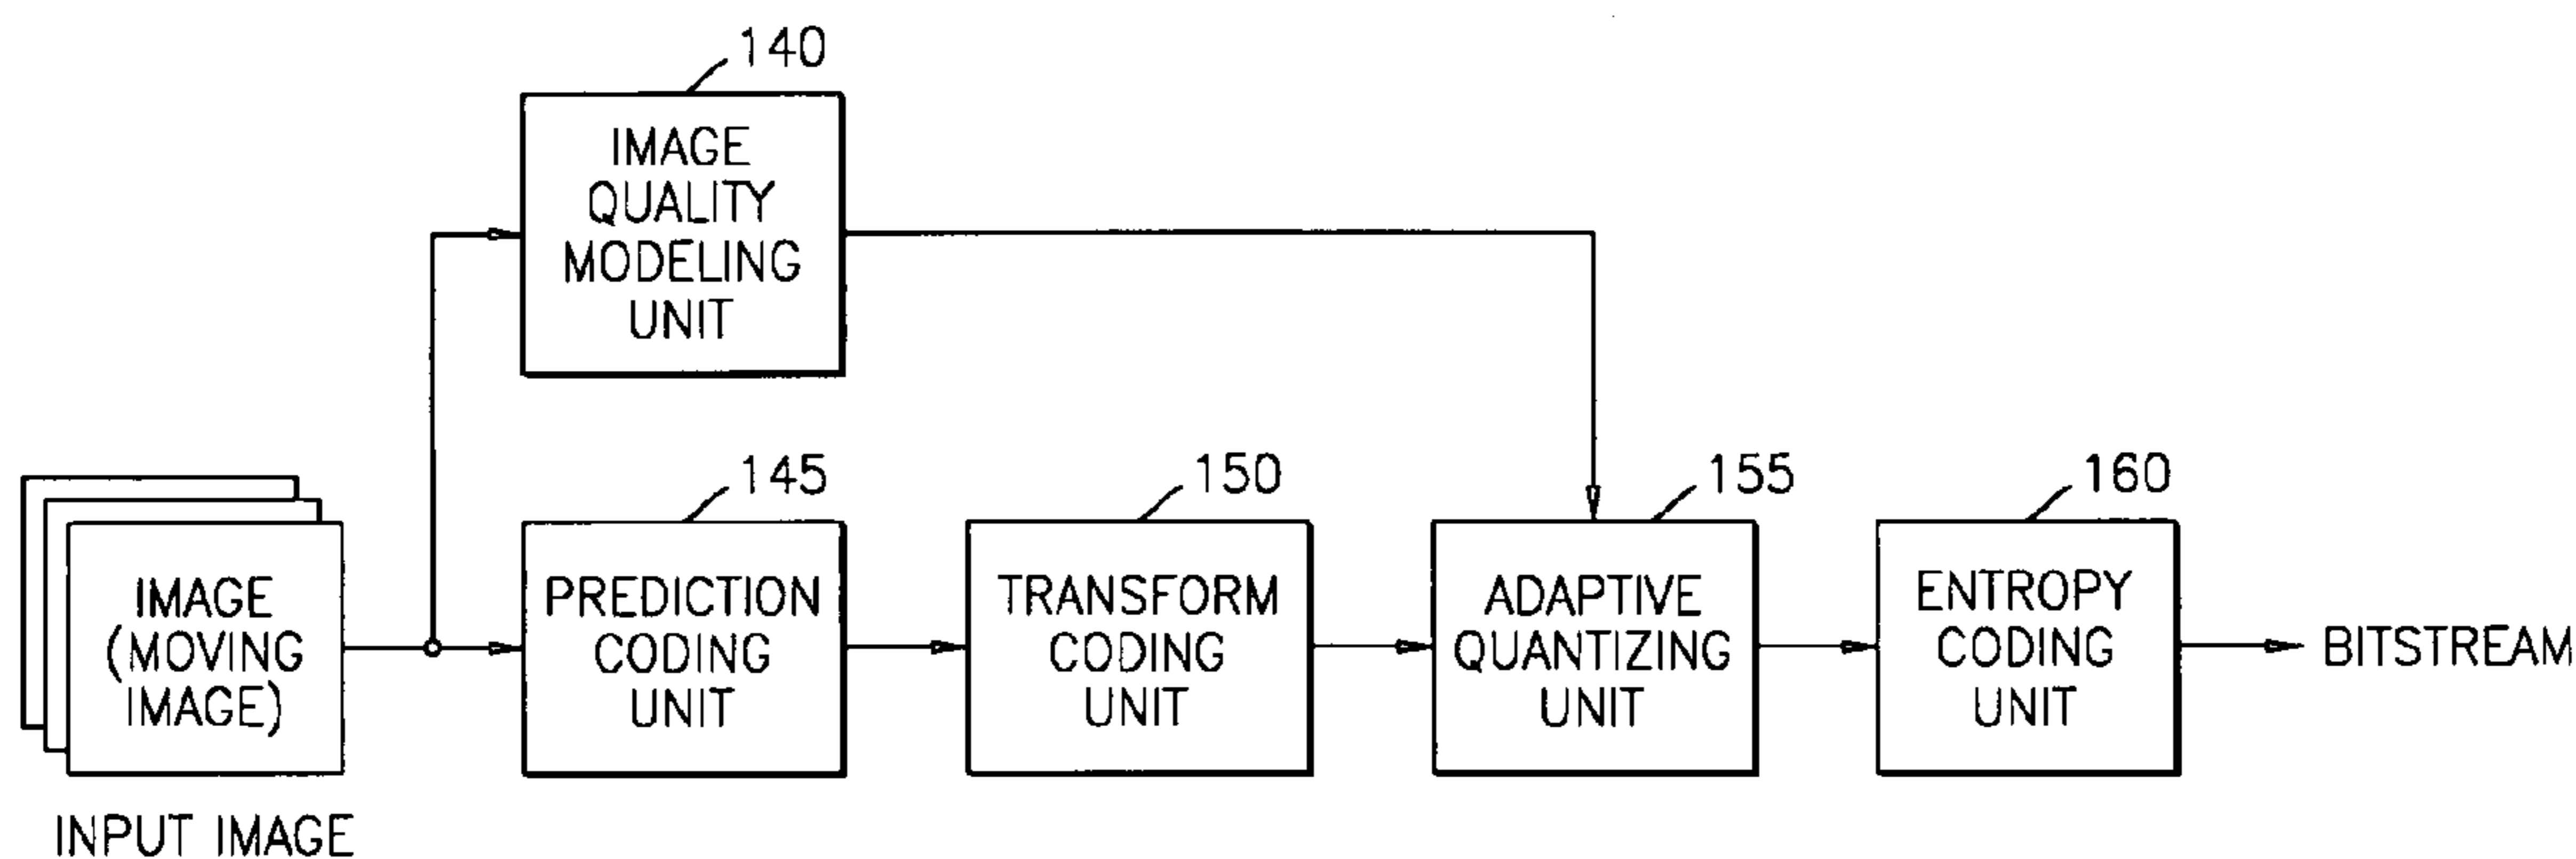 140
IMAGE
QUALITY
MODELING
UNIT
145
150
155
160
IMAGE
(MOVING
IMAGE)
PREDICTION
CODING
UNIT
TRANSFORM
CODING
UNIT
ADAPTIVE
QUANTIZING
UNIT
ENTROPY
CODING
UNIT
BITSTREAM
INPUT IMAGE